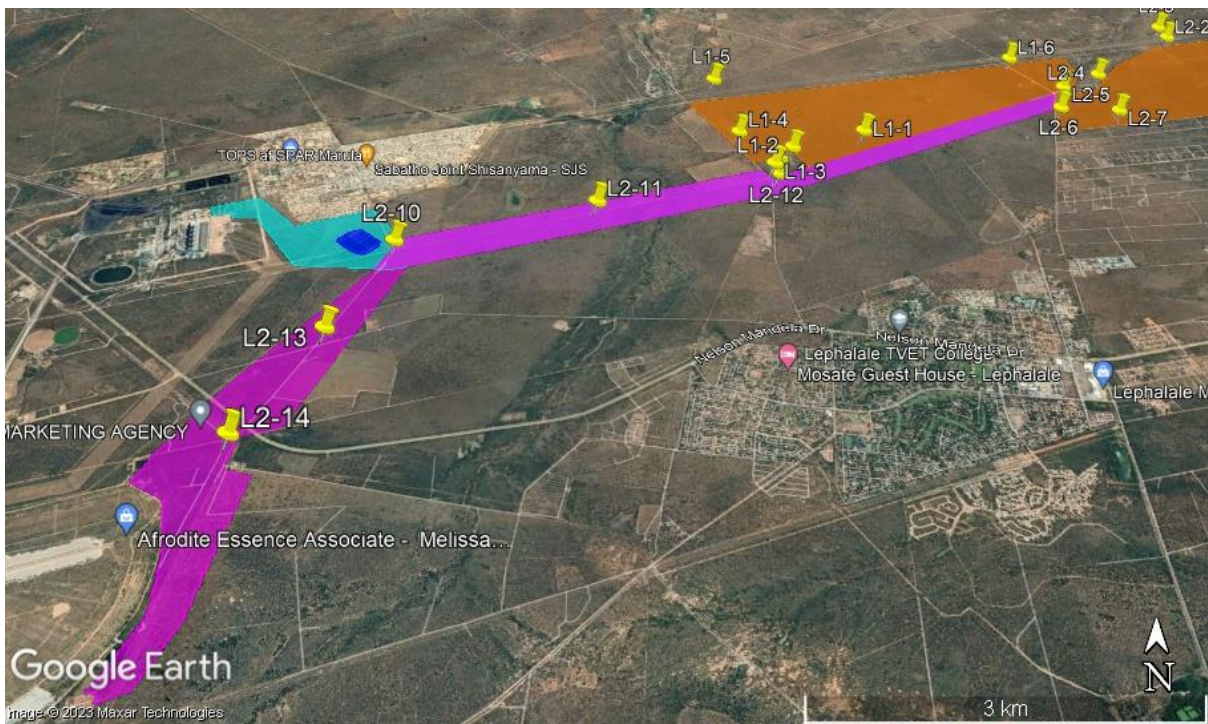 L2-3
L2-2
L1-6
L1-5
L2-4
L2-5
L2-6
L2-7
L1-4
L1-1
L1-2
L1-3
L2-12
TOPS at SPAR Marula
Sabatho Joint Shisanyama - SJS
L2-11
L2-10
L2-13
Nelson Mandela Dr
Nelson Mandela Dr
Lephalale TVET College
Mosate Guest House - Lephalale
Lephalale M
L2-14
MARKETING AGENCY
Afrodite Essence Associate - Melissa...
Google Earth
Image © 2023 Maxar Technologies
N
3 km